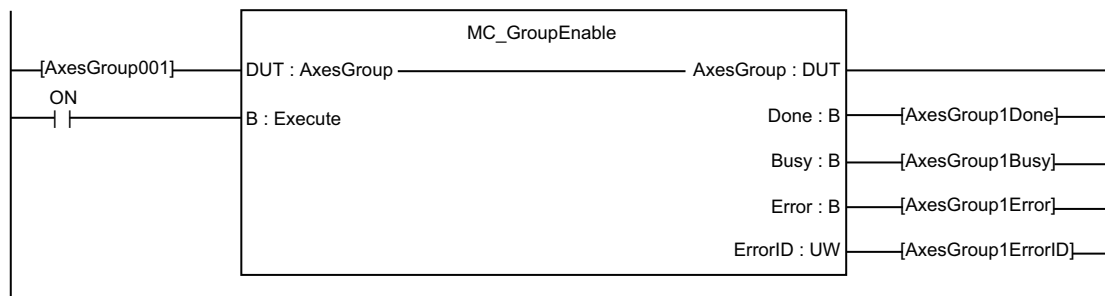 MC_GroupEnable
[AxesGroup001] DUT : AxesGroup AxesGroup : DUT
ON
B : Execute Done : B [AxesGroup1Done]
Busy : B [AxesGroup1Busy]
Error : B [AxesGroup1Error]
ErrorID : UW [AxesGroup1ErrorID]